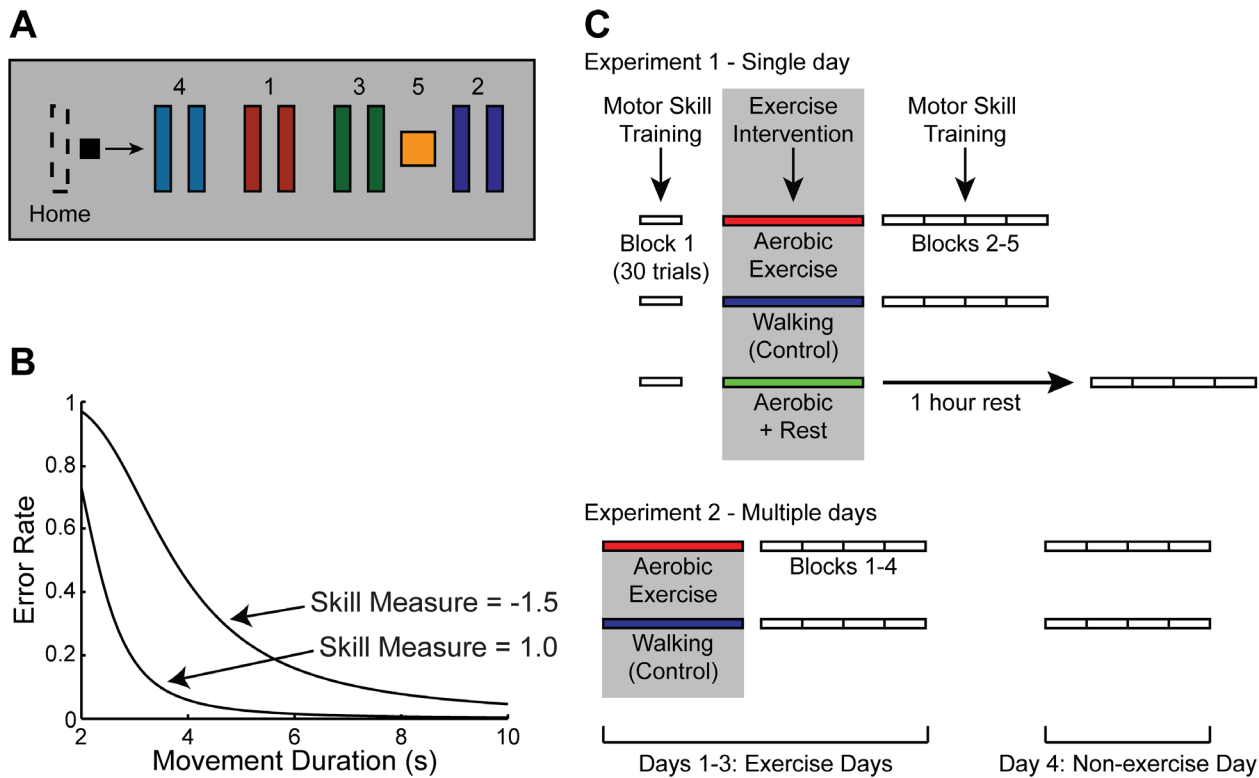 A
4 1 3 5 2
Home
B
1
0.8
0.6
0.4
0.2
0
Error Rate
Skill Measure = -1.5
Skill Measure = 1.0
2 4 6 8 10
Movement Duration (s)
C
Experiment 1 - Single day
Motor Skill
Training
Exercise
Intervention
Motor Skill
Training
Block 1
(30 trials)
Aerobic
Exercise
Blocks 2-5
Walking
(Control)
Aerobic
+ Rest
1 hour rest
Experiment 2 - Multiple days
Aerobic
Exercise
Blocks 1-4
Walking
(Control)
Days 1-3: Exercise Days
Day 4: Non-exercise Day